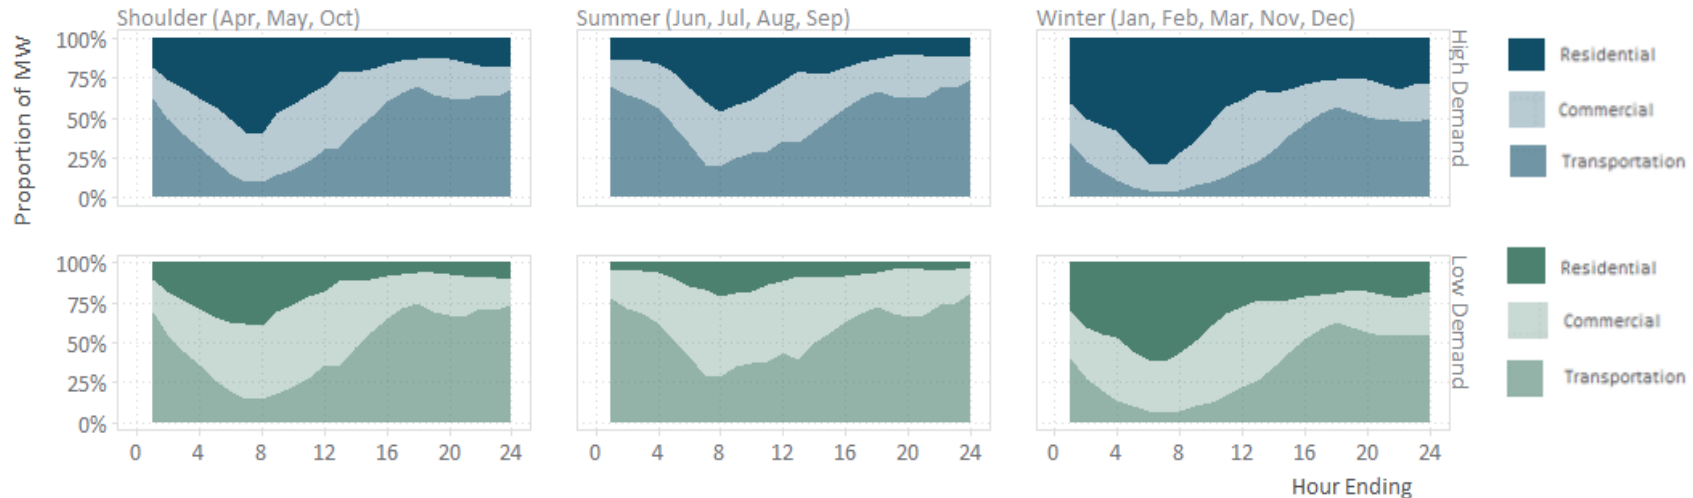 Shoulder (Apr, May, Oct)
Summer (Jun, Jul, Aug, Sep)
Winter (Jan, Feb, Mar, Nov, Dec)
Proportion of MW
100%
75%
50%
25%
0%
High Demand
Residential
Commercial
Transportation
100%
75%
50%
25%
0%
Low Demand
Residential
Commercial
Transportation
0 4 8 12 16 20 24
0 4 8 12 16 20 24
0 4 8 12 16 20 24
Hour Ending